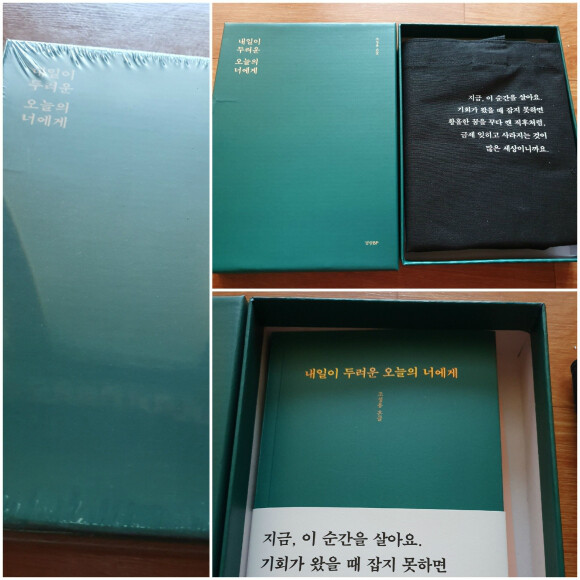 내일이
두려운
오늘의
너에게
내일이
두려운
오늘의
너에게
지금, 이 순간을 살아요.
기회가 왔을 때 잡지 못하면
황홀한 꿈을 꾸다 깬 직후처럼,
금세 잊히고 사라지는 것이
많은 세상이니까요.
내일이 두려운 오늘의 너에게
지금, 이 순간을 살아요.
기회가 왔을 때 잡지 못하면